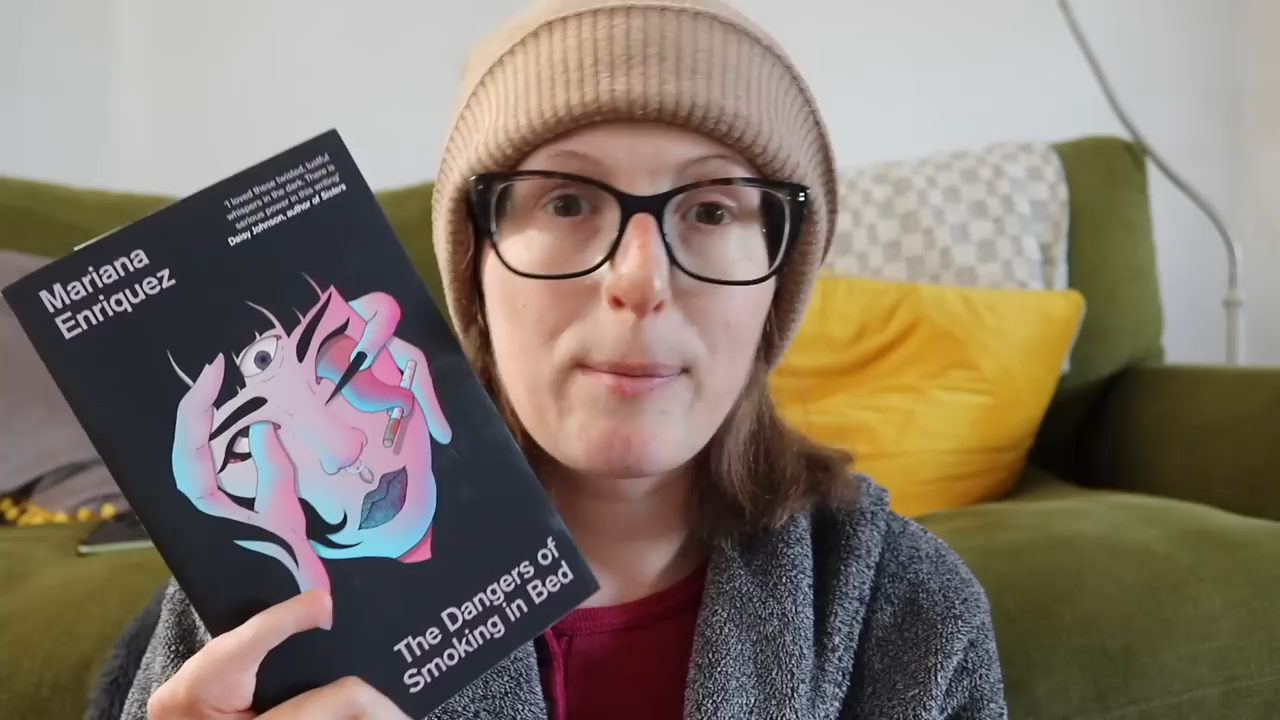 'I loved these twisted, lustful
whispers in the dark. There is
serious power in this writing'
Daisy Johnson, author of Sisters
Mariana
Enriquez
The Dangers of
Smoking in Bed